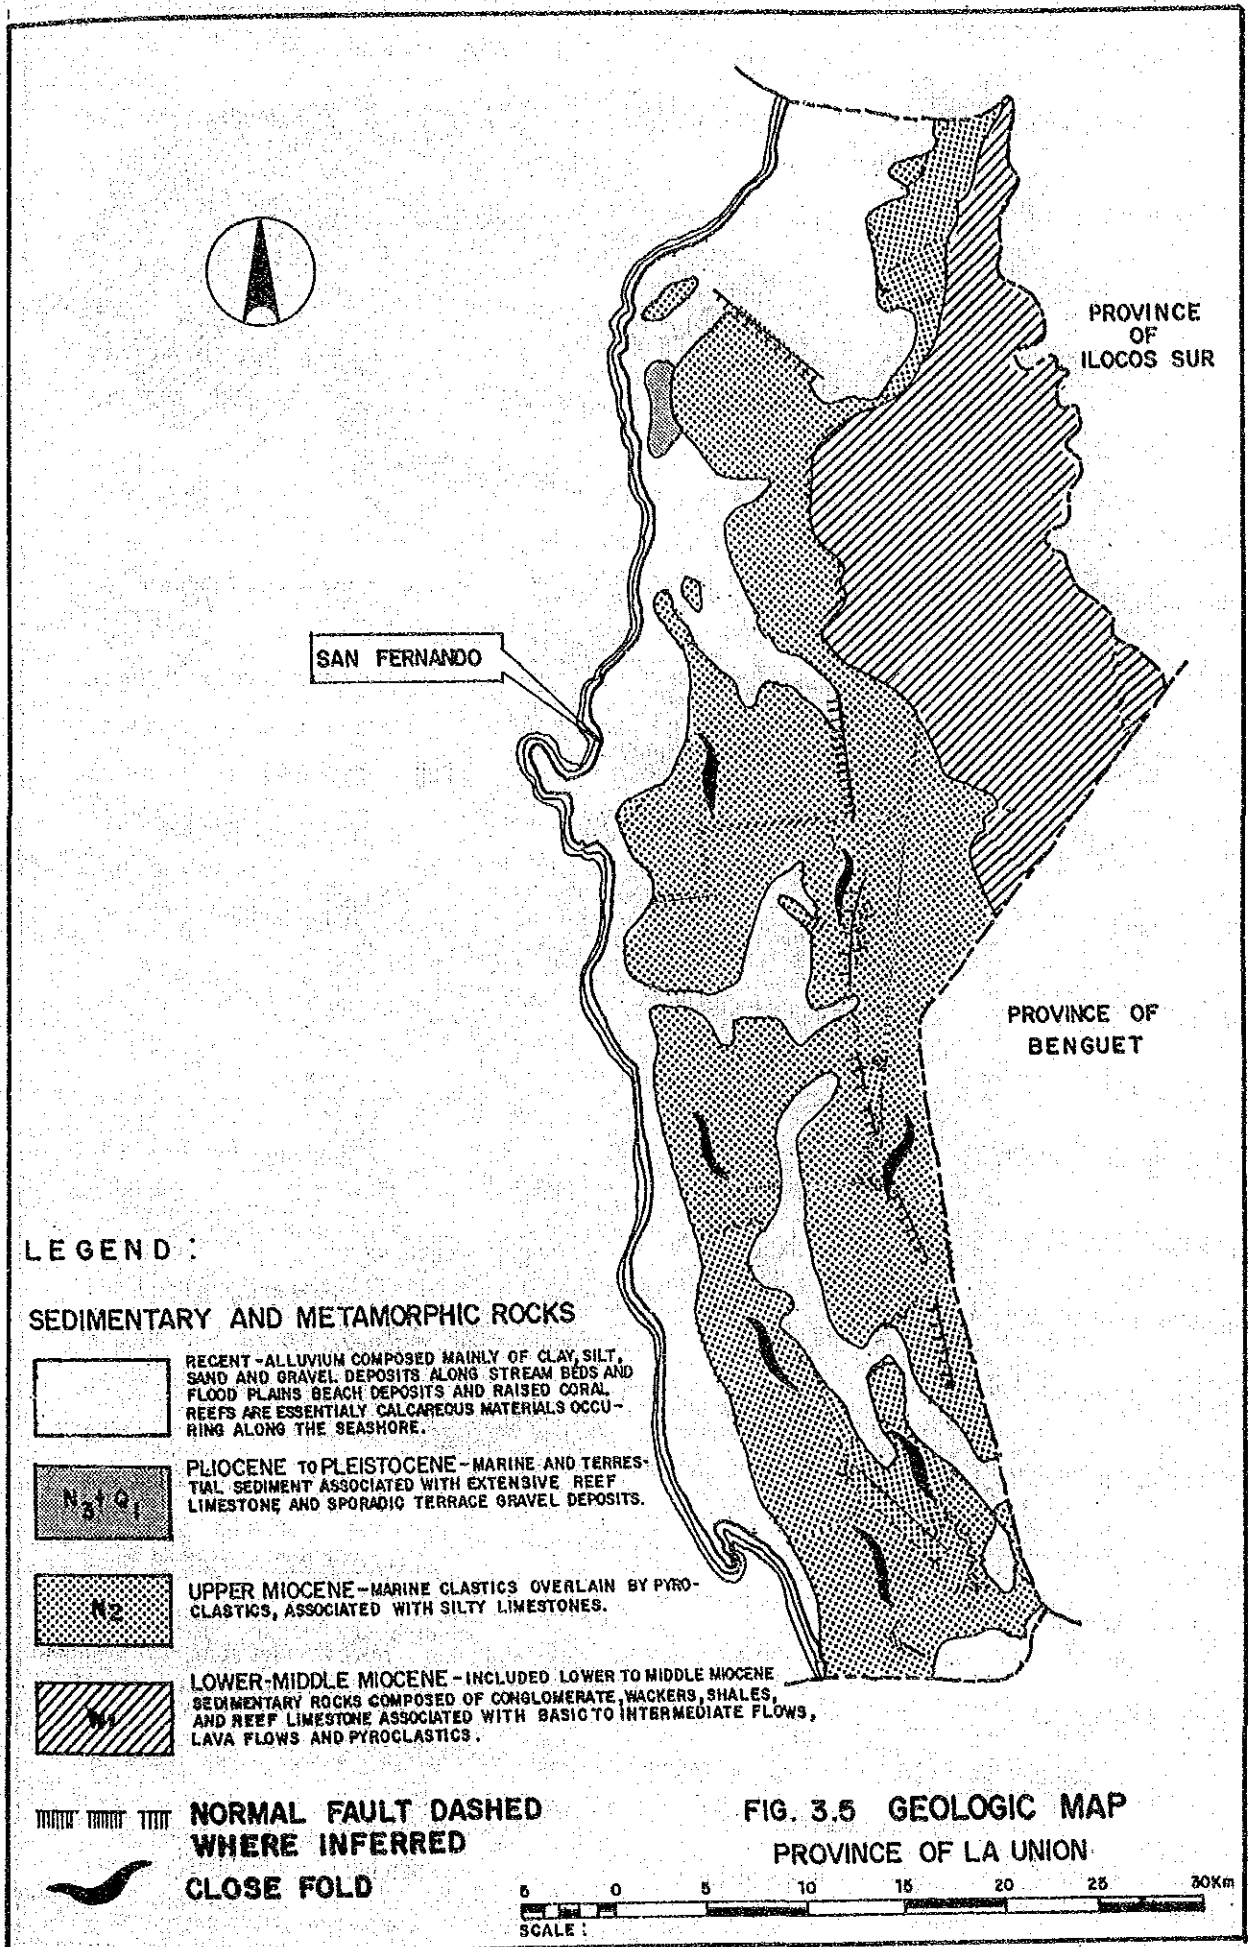 PROVINCE
OF
ILOCOS SUR
SAN FERNANDO
PROVINCE OF
BENGUET
LEGEND :
SEDIMENTARY AND METAMORPHIC ROCKS
RECENT - ALLUVIUM COMPOSED MAINLY OF CLAY, SILT,
SAND AND GRAVEL DEPOSITS ALONG STREAM BEDS AND
FLOOD PLAINS BEACH DEPOSITS AND RAISED CORAL
REEFS ARE ESSENTIALY CALCAREOUS MATERIALS OCCU-
RING ALONG THE SEASHORE.
N3+Q1
PLIOCENE TO PLEISTOCENE - MARINE AND TERRES-
TIAL SEDIMENT ASSOCIATED WITH EXTENSIVE REEF
LIMESTONE, AND SPORADIC TERRACE GRAVEL DEPOSITS.
N2
UPPER MIOCENE - MARINE CLASTICS OVERLAIN BY PYRO-
CLASTICS, ASSOCIATED WITH SILTY LIMESTONES.
N1
LOWER-MIDDLE MIOCENE - INCLUDED LOWER TO MIDDLE MIOCENE
SEDIMENTARY ROCKS COMPOSED OF CONGLOMERATE, WACKERS, SHALES,
AND REEF LIMESTONE ASSOCIATED WITH BASIC TO INTERMEDIATE FLOWS,
LAVA FLOWS AND PYROCLASTICS.
NORMAL FAULT DASHED
WHERE INFERRED
CLOSE FOLD
FIG. 3.5 GEOLOGIC MAP
PROVINCE OF LA UNION
5 0 5 10 15 20 25 30Km
SCALE :